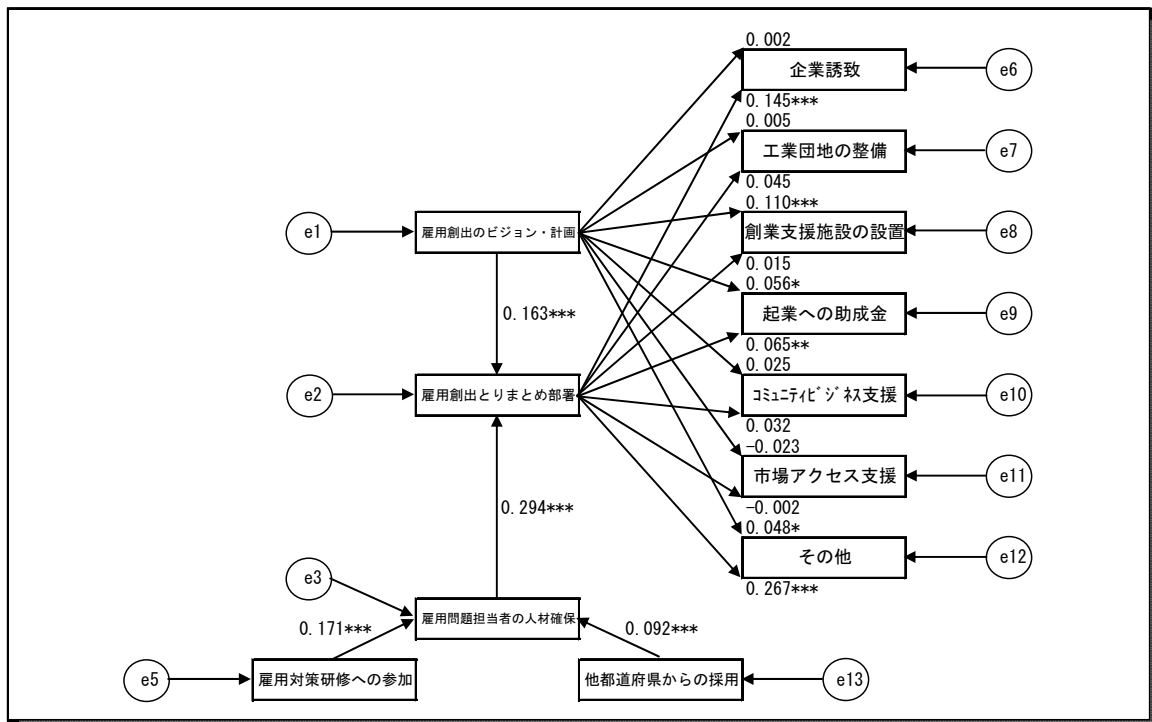 0.002
企業誘致
e6
0.145***
0.005
工業団地の整備
e7
0.045
0.110***
e1
雇用創出のビジョン・計画
創業支援施設の設置
e8
0.015
0.056*
0.163***
起業への助成金
e9
0.065**
0.025
e2
雇用創出とりまとめ部署
ｺﾐｭﾆﾃｨﾋﾞｼﾞﾈｽ支援
e10
0.032
-0.023
市場アクセス支援
e11
0.294***
-0.002
0.048*
その他
e12
e3
0.267***
雇用問題担当者の人材確保
0.171***
0.092***
e5
雇用対策研修への参加
他都道府県からの採用
e13